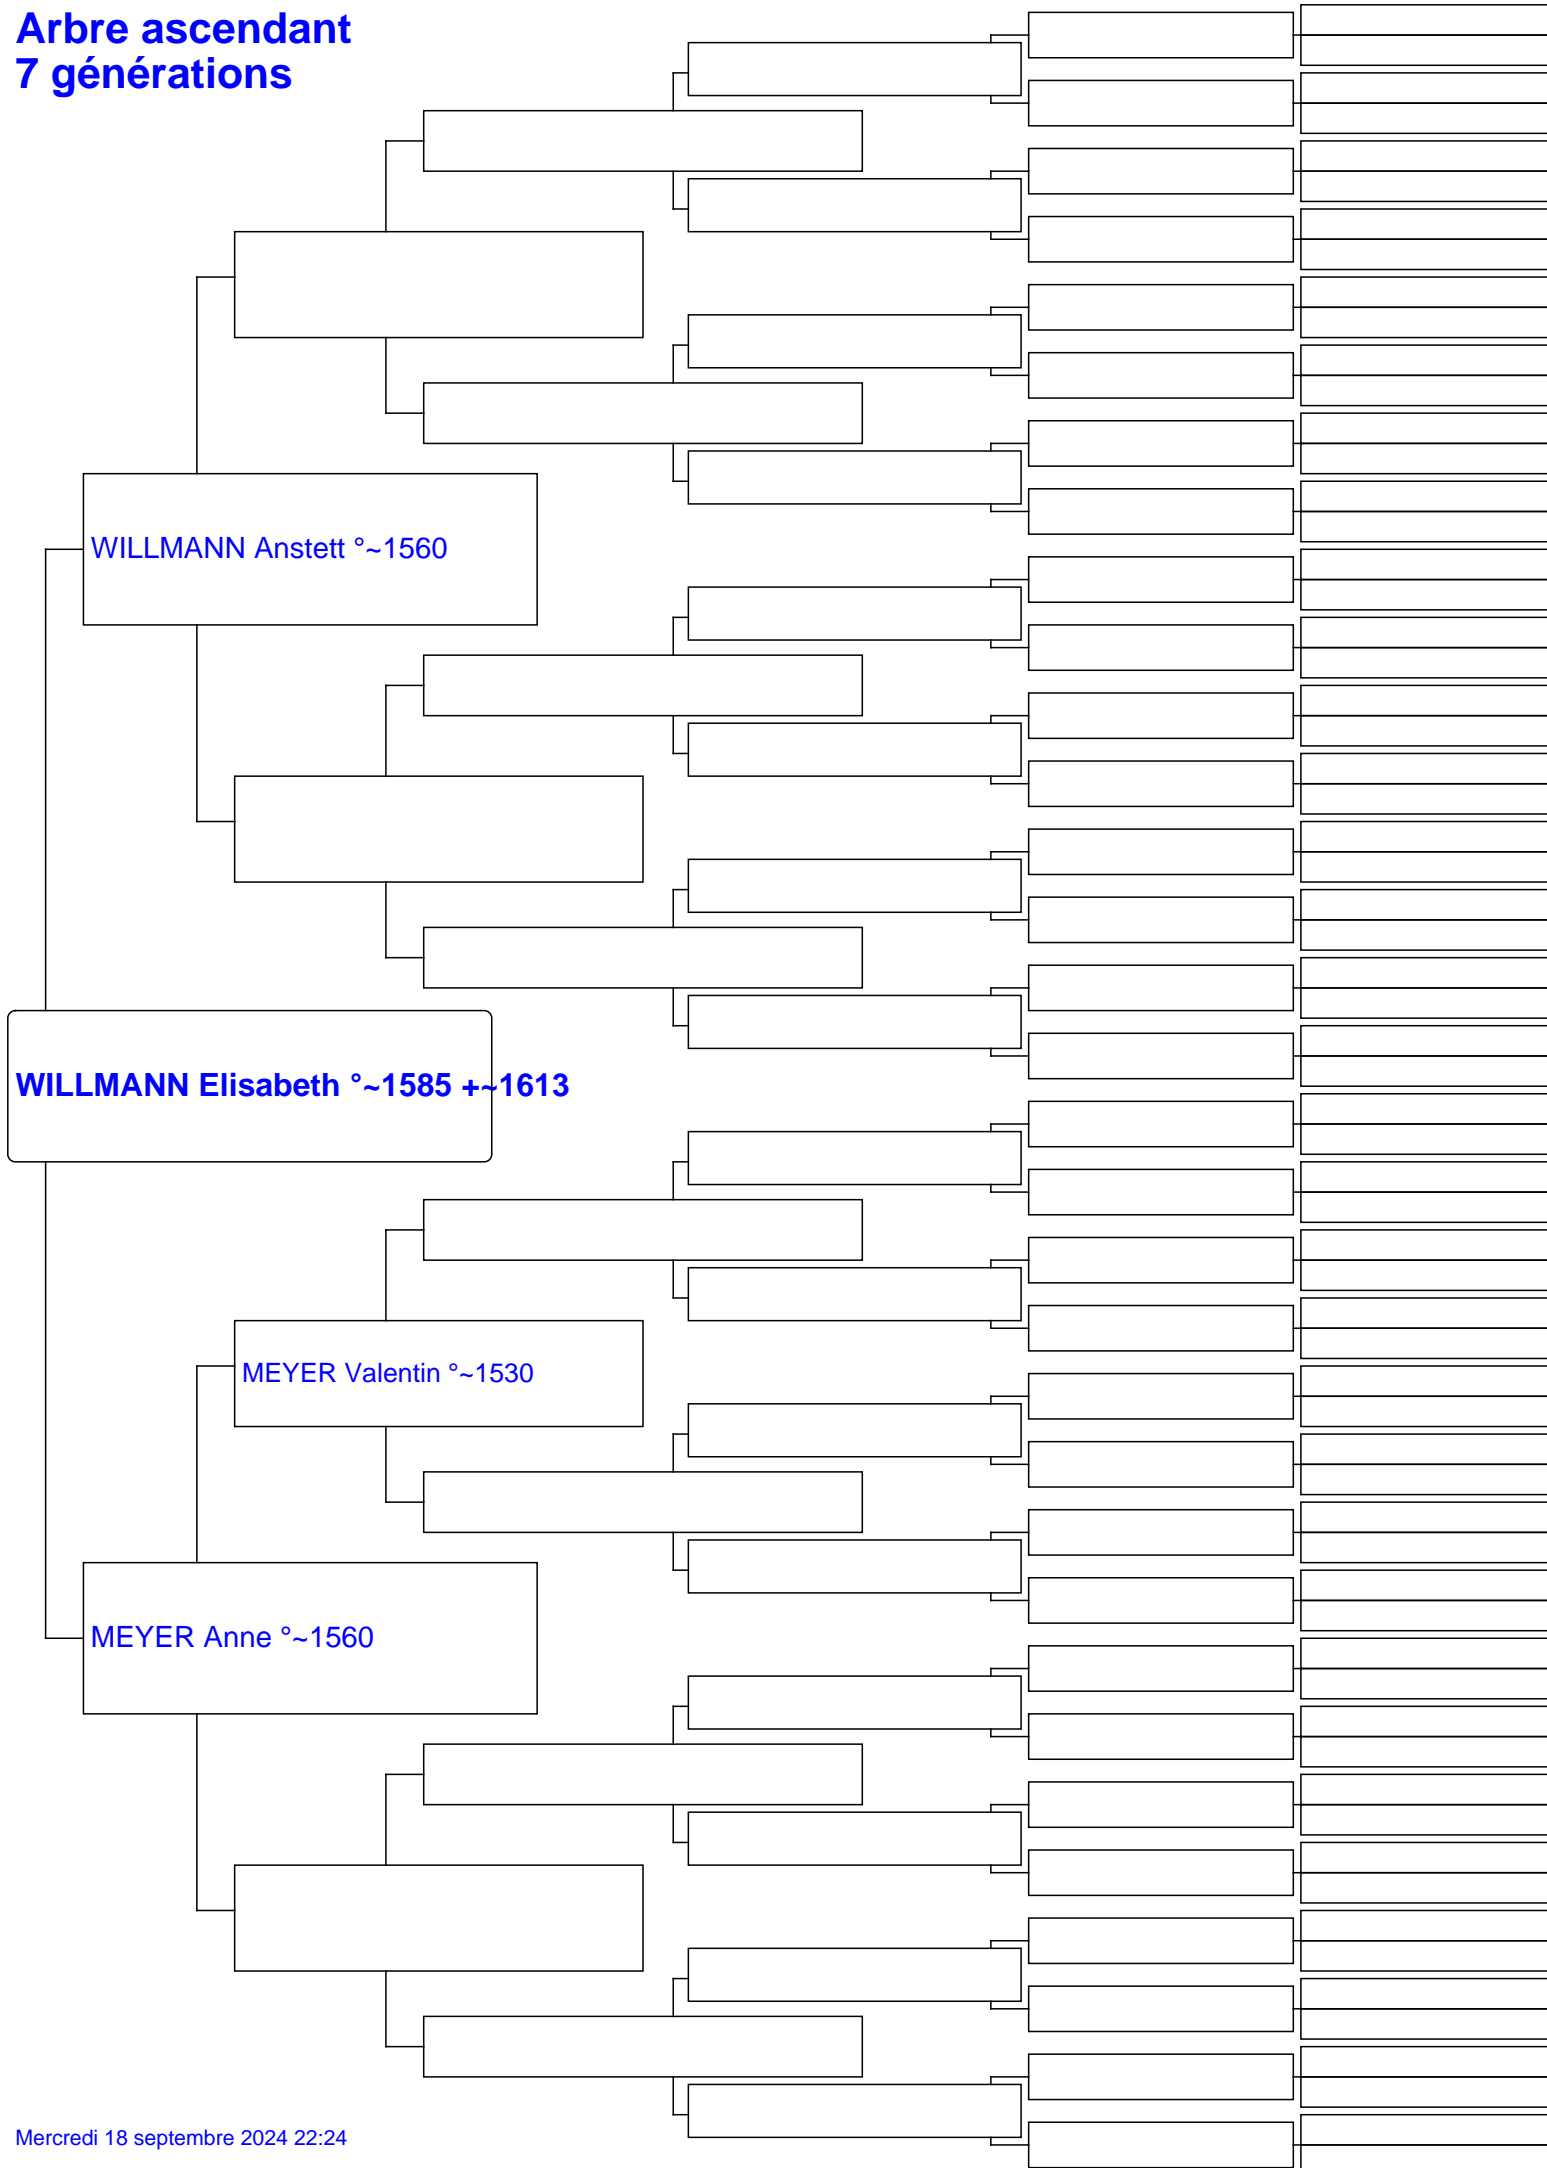 Arbre ascendant
7 générations
WILLMANN Anstett °~1560
WILLMANN Elisabeth °~1585 +~1613
MEYER Valentin °~1530
MEYER Anne °~1560
Mercredi 18 septembre 2024 22:24